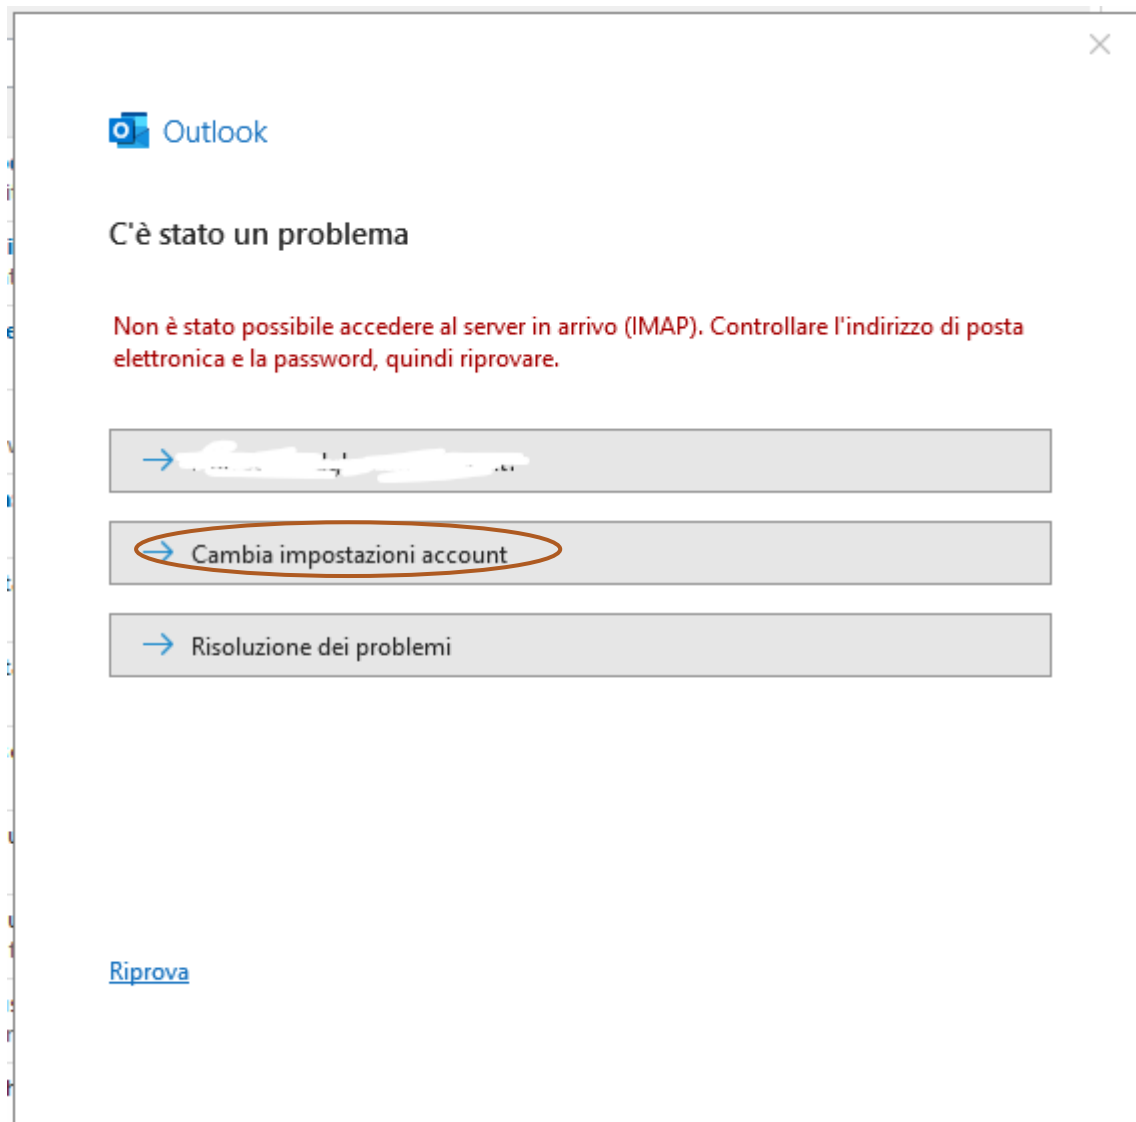 Outlook
C'è stato un problema
Non è stato possibile accedere al server in arrivo (IMAP). Controllare l'indirizzo di posta
elettronica e la password, quindi riprovare.
Cambia impostazioni account
Risoluzione dei problemi
Riprova